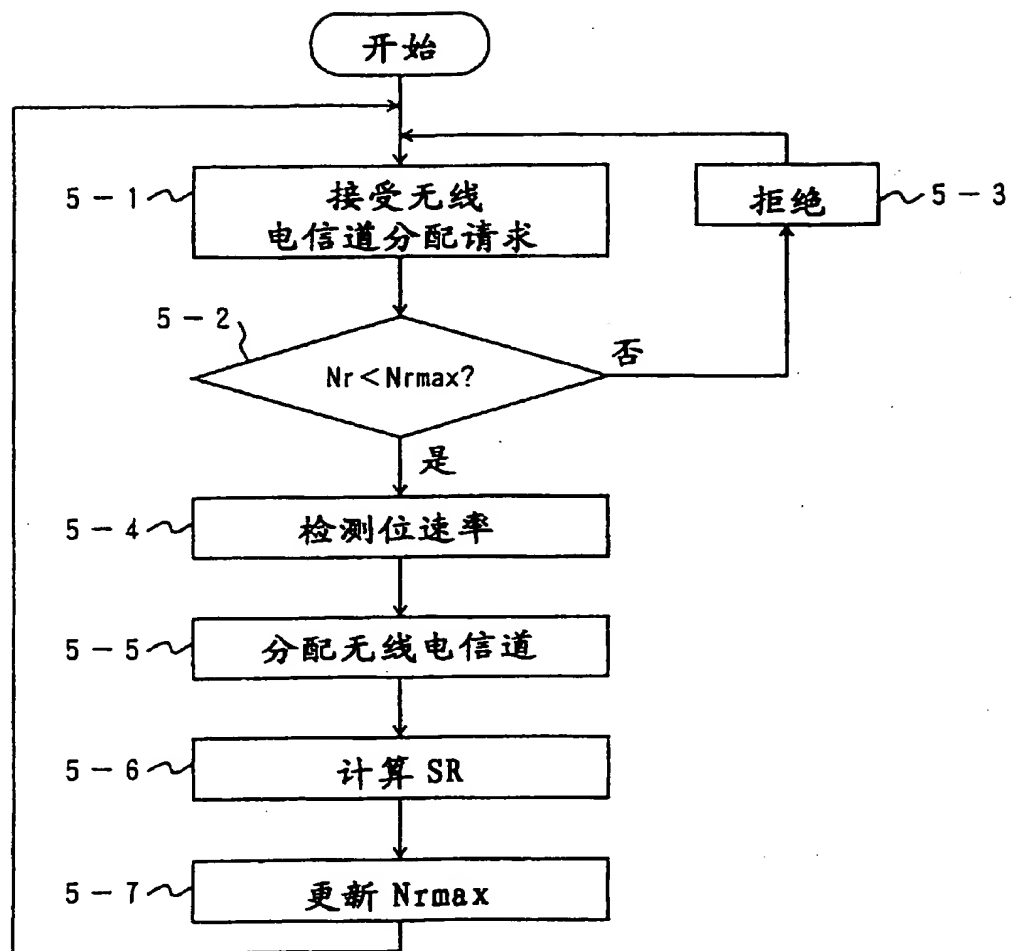 开始
5-1
接受无线
电信道分配请求
拒绝
5-3
5-2
Nr<Nrmax?
否
是
5-4
检测位速率
5-5
分配无线电信道
5-6
计算 SR
5-7
更新 Nrmax